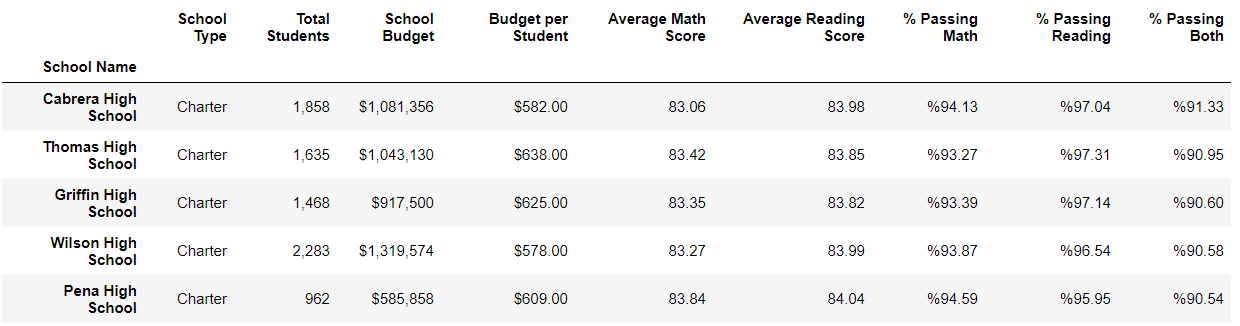 School Type Total Students School Budget Budget per Student Average Math Score Average Reading Score % Passing Math % Passing Reading % Passing Both
School Name
Cabrera High School Charter 1,858 $1,081,356 $582.00 83.06 83.98 %94.13 %97.04 %91.33
Thomas High School Charter 1,635 $1,043,130 $638.00 83.42 83.85 %93.27 %97.31 %90.95
Griffin High School Charter 1,468 $917,500 $625.00 83.35 83.82 %93.39 %97.14 %90.60
Wilson High School Charter 2,283 $1,319,574 $578.00 83.27 83.99 %93.87 %96.54 %90.58
Pena High School Charter 962 $585,858 $609.00 83.84 84.04 %94.59 %95.95 %90.54